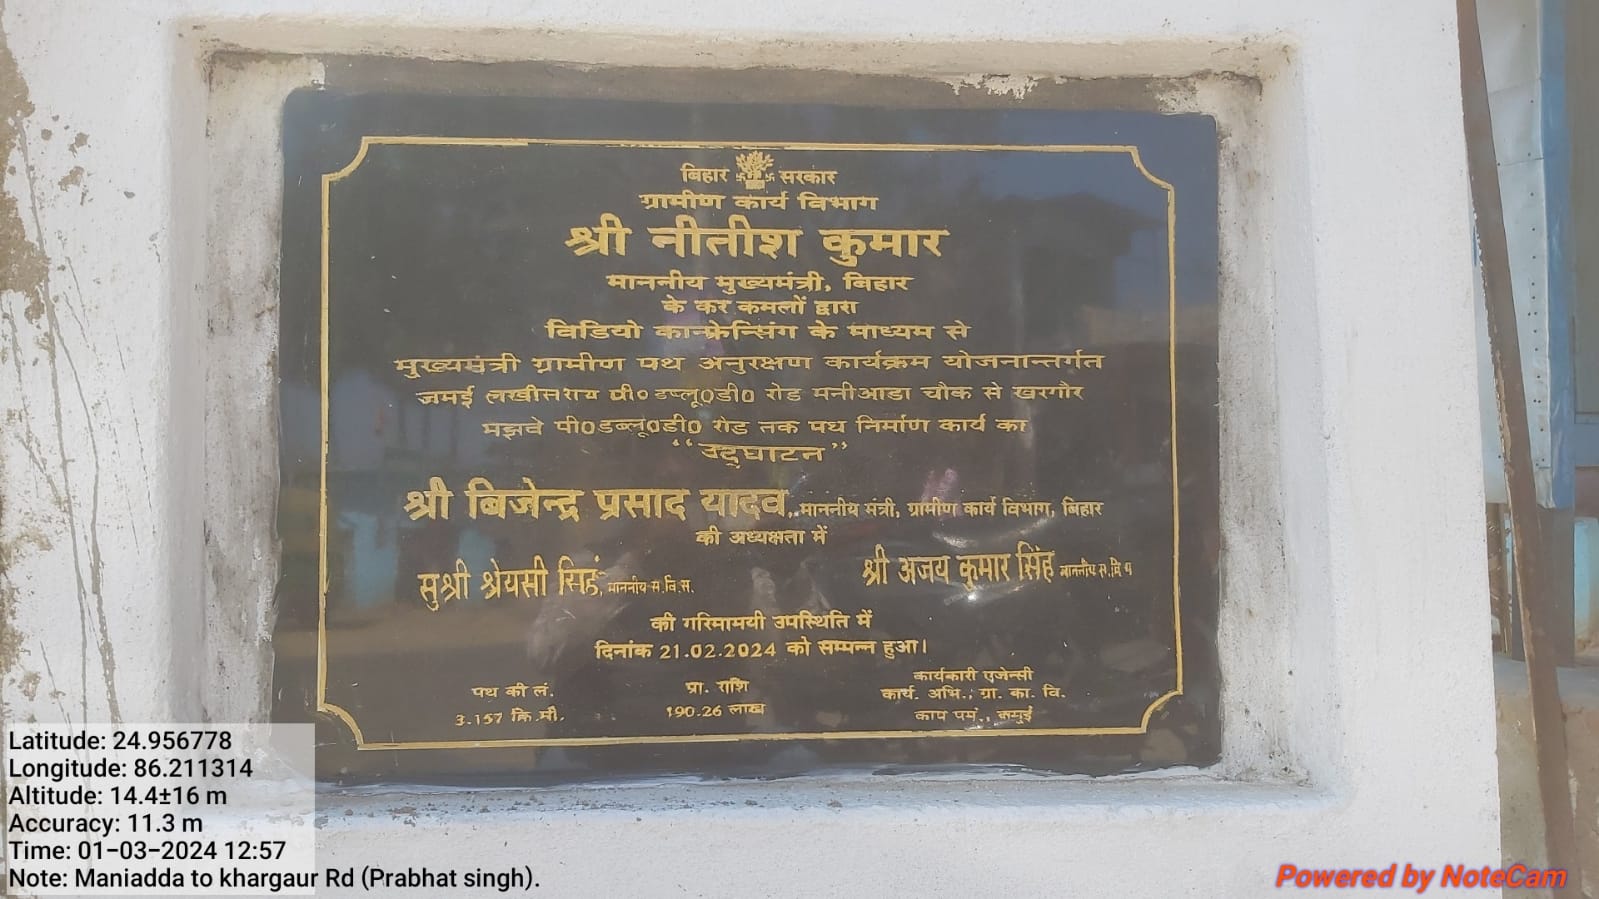 बिहार सरकार
ग्रामीण कार्य विभाग
श्री नीतीश कुमार
माननीय मुख्यमंत्री, बिहार
के कर कमलों द्वारा
विडियो कान्फ्रेन्सिंग के माध्यम से
मुख्यमंत्री ग्रामीण पथ अनुरक्षण कार्यक्रम योजनान्तर्गत
जमई लखीसराय पी० डब्लू०डी० रोड मनीआडा चौक से खरगौर
मझवे पी०डब्लू०डी० रोड तक पथ निर्माण कार्य का
“उद्घाटन”
श्री बिजेन्द्र प्रसाद यादव, माननीय मंत्री, ग्रामीण कार्य विभाग, बिहार
की अध्यक्षता में
सुश्री श्रेयसी सिहं, माननीय स.वि.स.
श्री अजय कुमार सिंह माननीय स.वि प
की गरिमामयी उपस्थिति में
दिनांक 21.02.2024 को सम्पन्न हुआ।
पथ की लं.
3.157 कि.मी.
प्रा. राशि
190.26 लाख
कार्यकारी एजेन्सी
कार्य. अभि., ग्रा. का. वि.
जमुई
Latitude: 24.956778
Longitude: 86.211314
Altitude: 14.4±16 m
Accuracy: 11.3 m
Time: 01-03-2024 12:57
Note: Maniadda to khargaur Rd (Prabhat singh).
Powered by NoteCam